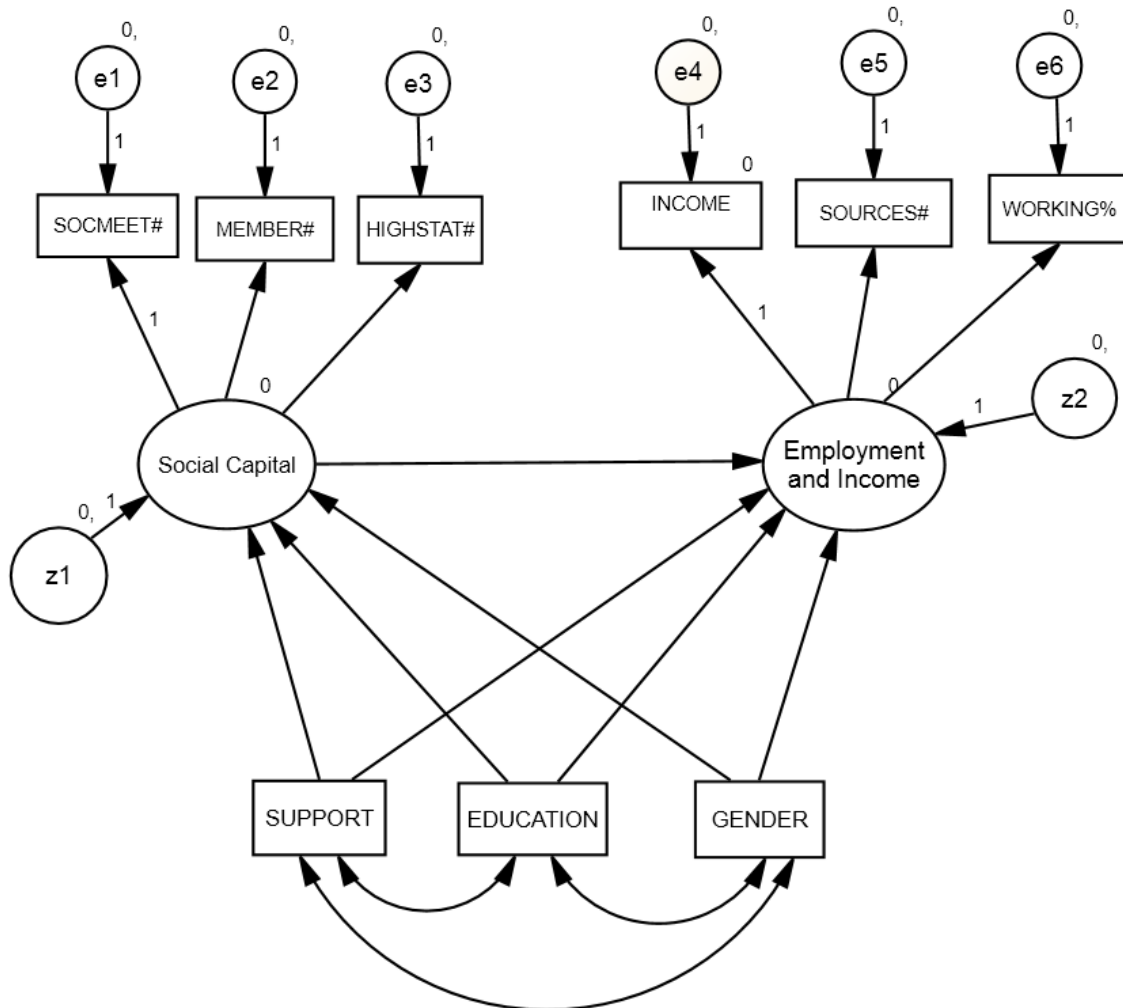 0, 0, 0, 0, 0, 0,
e1 e2 e3 e4 e5 e6
1 1 1 1 1 1
0
SOCMEET# MEMBER# HIGHSTAT# INCOME SOURCES# WORKING%
1 1
0 0 0,
Social Capital
Employment
and Income
1 z2
0, 1
z1
SUPPORT EDUCATION GENDER